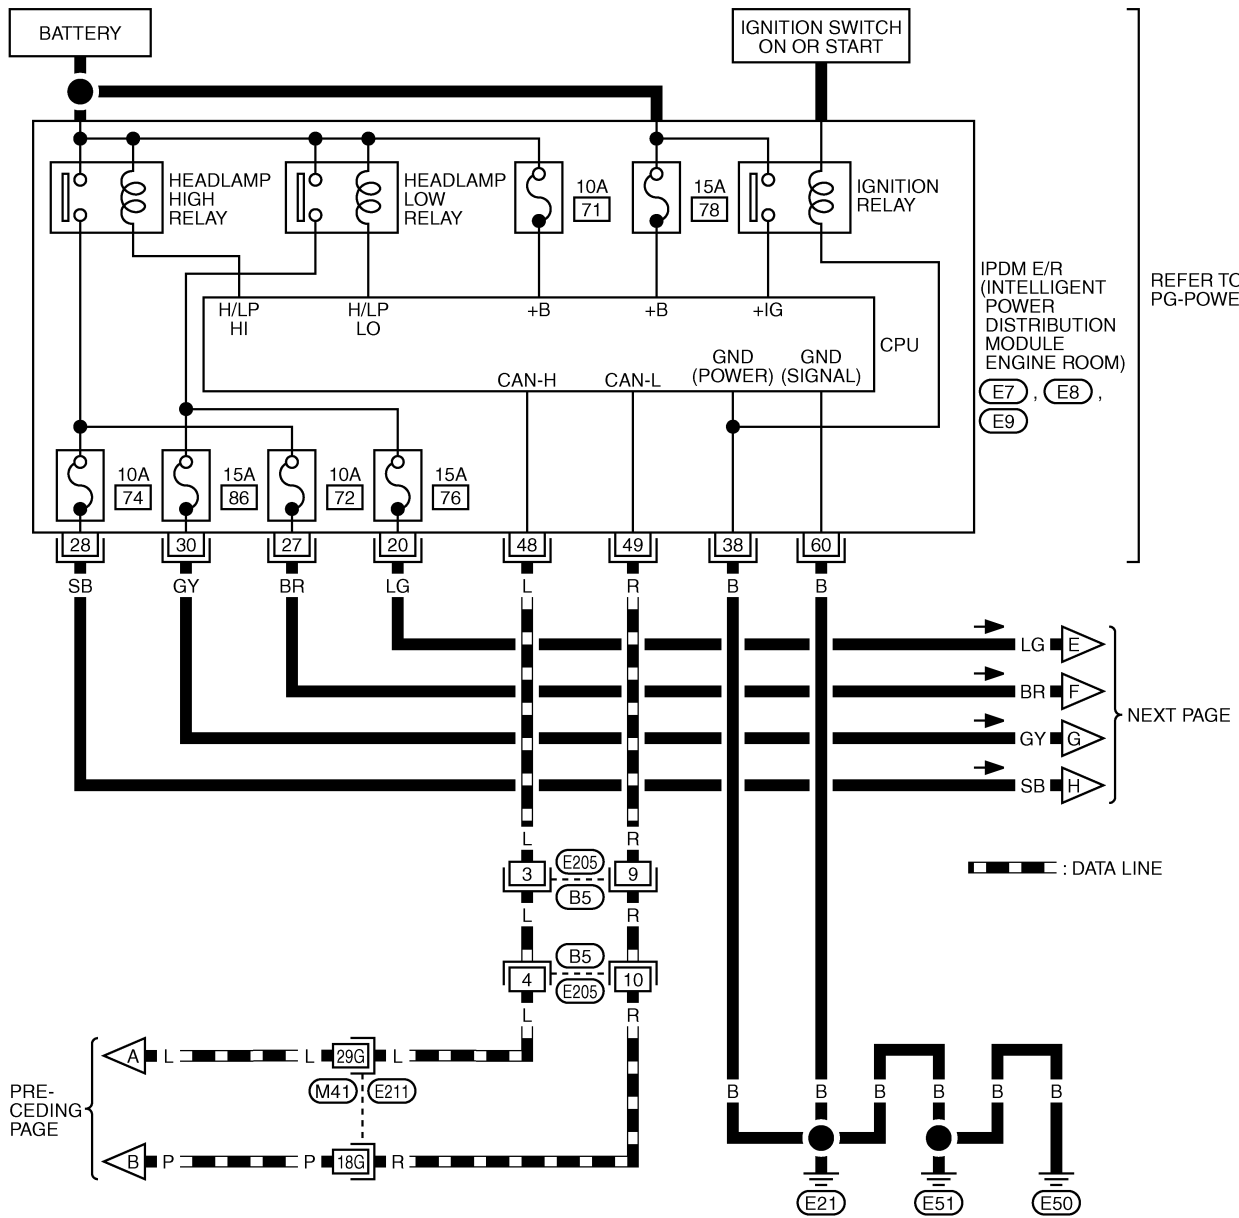 BATTERY
IGNITION SWITCH
ON OR START
HEADLAMP
HIGH
RELAY
HEADLAMP
LOW
RELAY
10A
71
15A
78
IGNITION
RELAY
IPDM E/R
(INTELLIGENT
POWER
DISTRIBUTION
MODULE
ENGINE ROOM)
E7 , E8 ,
E9
REFER TO
PG-POWE
H/LP
HI
H/LP
LO
+B
+B
+IG
CPU
CAN-H
CAN-L
GND
(POWER)
GND
(SIGNAL)
10A
74
15A
86
10A
72
15A
76
28 30 27 20 48 49 38 60
SB GY BR LG L R B B
LG E
BR F
GY G
SB H
NEXT PAGE
L R
3 E205 9
B5
L R
: DATA LINE
B5
4 E205 10
L R
PRE-
CEDING
PAGE
A L L 29G L
M41 E211
B P P 18G R
B B B B B B
E21 E51 E50